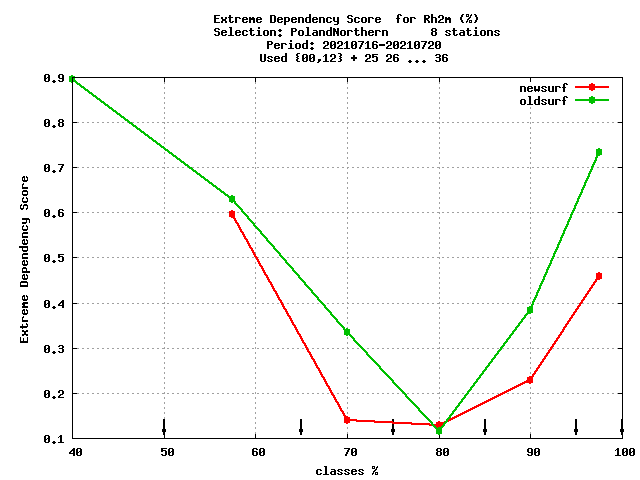 Extreme Dependency Score  for Rh2m (%)
Selection: PolandNorthern      8 stations
Period: 20210716-20210720
Used {00,12} + 25 26 ... 36
newsurf
oldsurf
Extreme Dependency Score
0.9
0.8
0.7
0.6
0.5
0.4
0.3
0.2
0.1
40 50 60 70 80 90 100
classes %